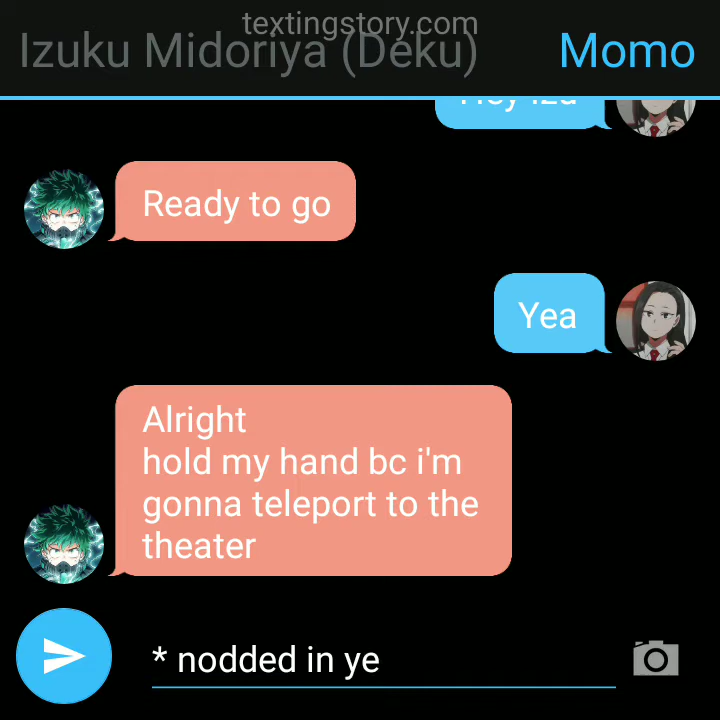 textingstory.com
Izuku Midoriya (Deku)
Momo
Ready to go
Yea
Alright
hold my hand bc i'm
gonna teleport to the
theater
* nodded in ye